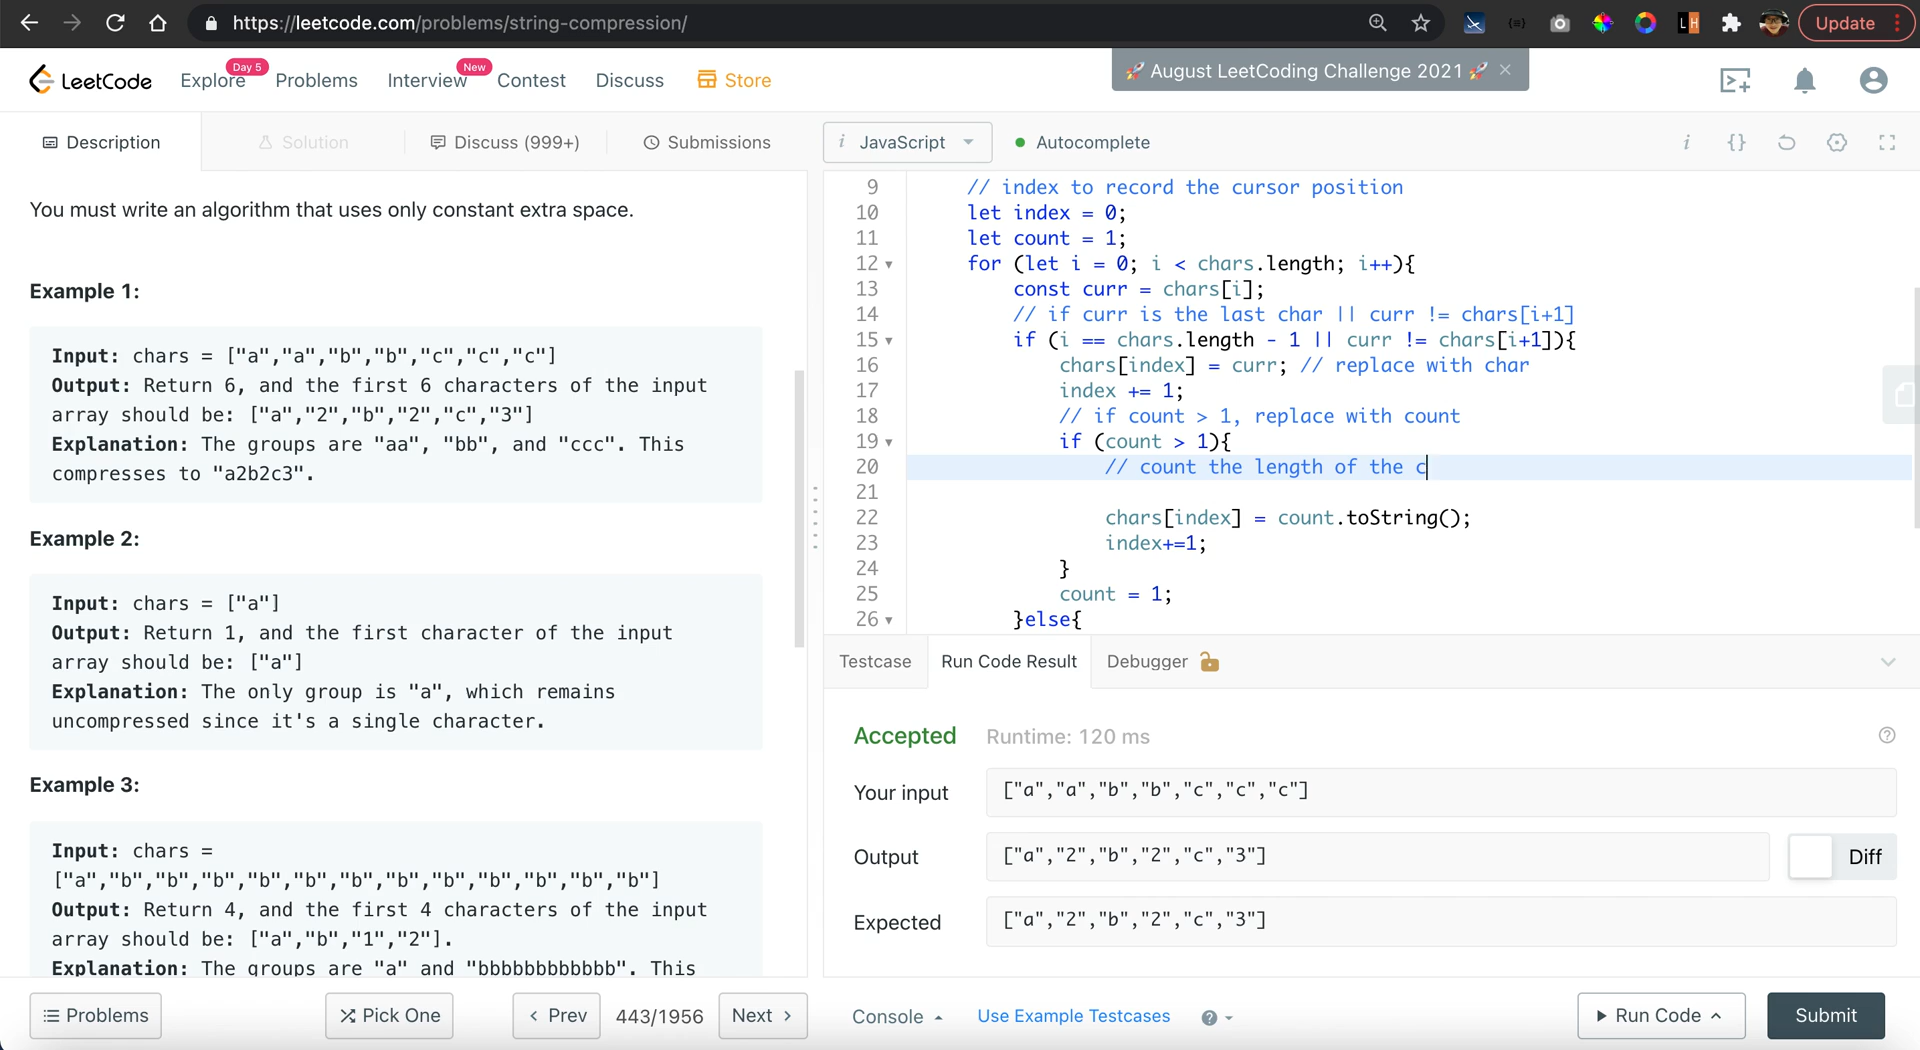 https://leetcode.com/problems/string-compression/
Update
LeetCode
Explore
Day 5
Problems
Interview
New
Contest
Discuss
Store
🚀 August LeetCoding Challenge 2021 🚀 ×
Description
Solution
Discuss (999+)
Submissions
i JavaScript
Autocomplete
i {}
You must write an algorithm that uses only constant extra space.
Example 1:
Input: chars = ["a","a","b","b","c","c","c"]
Output: Return 6, and the first 6 characters of the input
array should be: ["a","2","b","2","c","3"]
Explanation: The groups are "aa", "bb", and "ccc". This
compresses to "a2b2c3".
Example 2:
Input: chars = ["a"]
Output: Return 1, and the first character of the input
array should be: ["a"]
Explanation: The only group is "a", which remains
uncompressed since it's a single character.
Example 3:
Input: chars =
["a","b","b","b","b","b","b","b","b","b","b","b","b"]
Output: Return 4, and the first 4 characters of the input
array should be: ["a","b","1","2"].
Explanation: The groups are "a" and "bbbbbbbbbbbb". This
9 // index to record the cursor position
10 let index = 0;
11 let count = 1;
12 for (let i = 0; i < chars.length; i++){
13 const curr = chars[i];
14 // if curr is the last char || curr != chars[i+1]
15 if (i == chars.length - 1 || curr != chars[i+1]){
16 chars[index] = curr; // replace with char
17 index += 1;
18 // if count > 1, replace with count
19 if (count > 1){
20 // count the length of the c
21
22 chars[index] = count.toString();
23 index+=1;
24 }
25 count = 1;
26 }else{
Testcase
Run Code Result
Debugger
Accepted
Runtime: 120 ms
Your input
["a","a","b","b","c","c","c"]
Output
["a","2","b","2","c","3"]
Diff
Expected
["a","2","b","2","c","3"]
Problems
Pick One
< Prev
443/1956
Next >
Console
Use Example Testcases
Run Code
Submit
LH